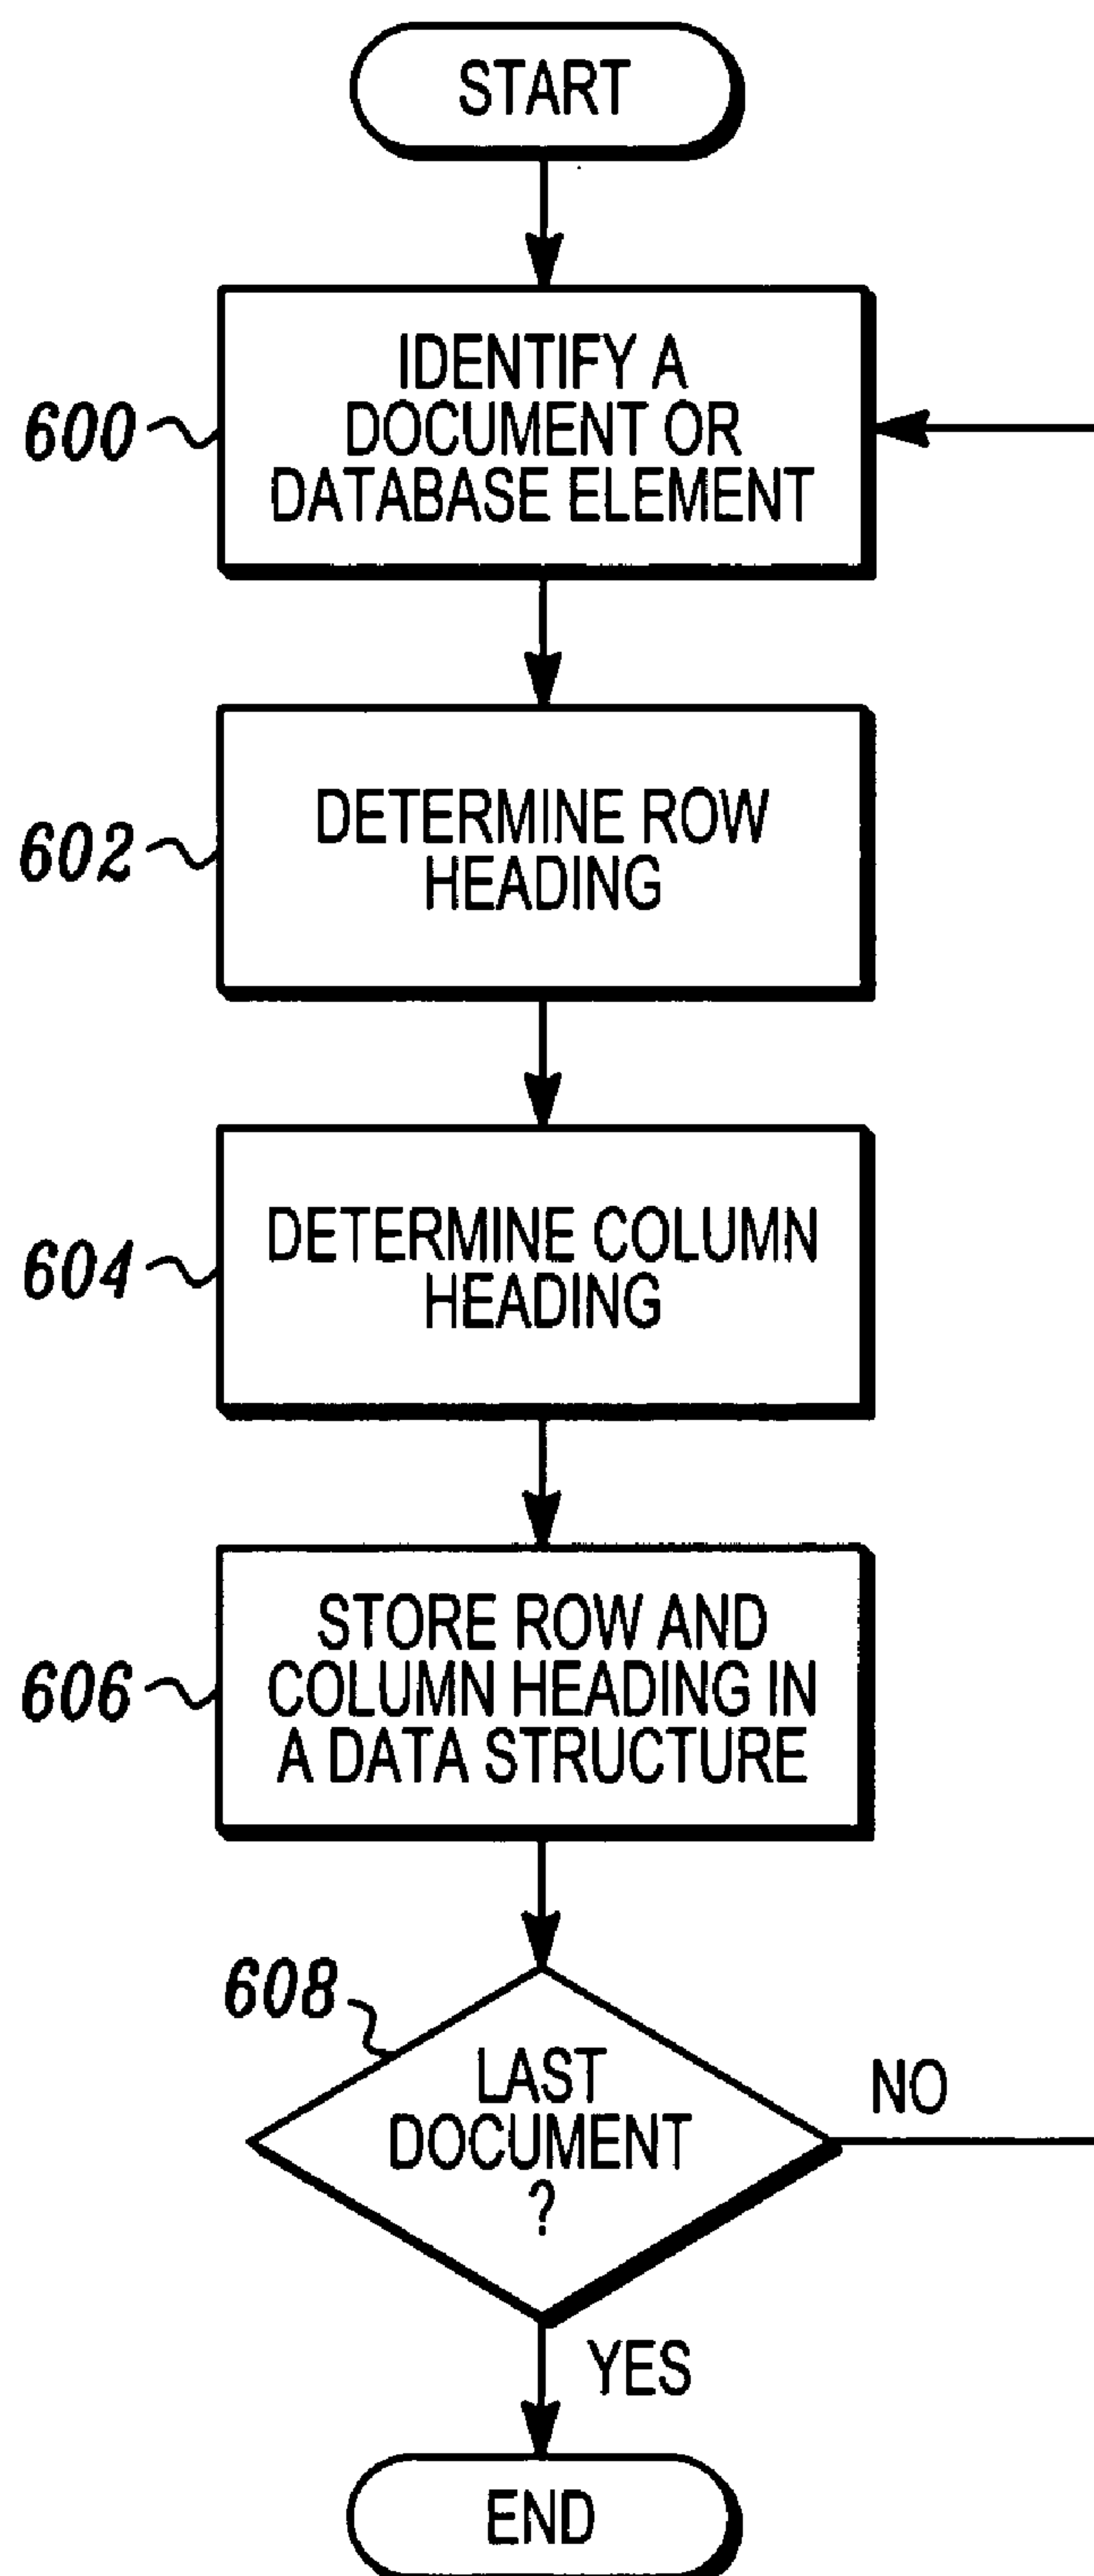 START
IDENTIFY A
DOCUMENT OR
DATABASE ELEMENT
600
DETERMINE ROW
HEADING
602
DETERMINE COLUMN
HEADING
604
STORE ROW AND
COLUMN HEADING IN
A DATA STRUCTURE
606
608
LAST
DOCUMENT
?
NO
YES
END